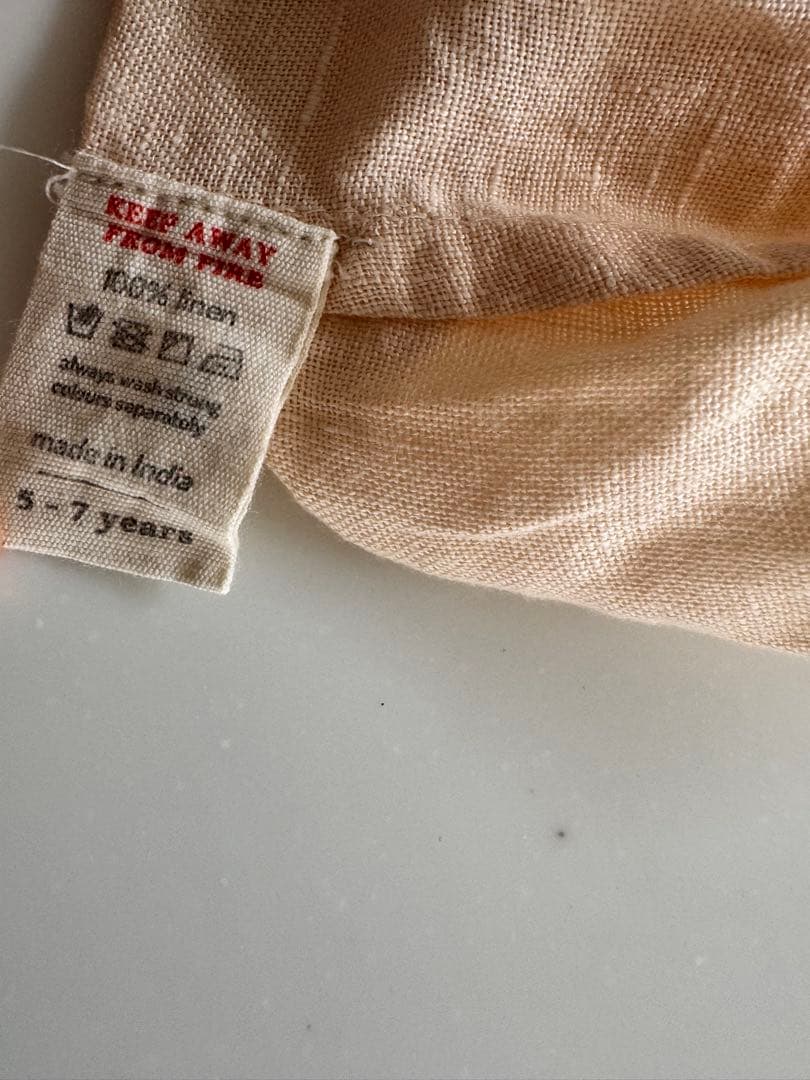 KEEP AWAY
FROM FIRE
100% linen
always wash strong
colours separately
made in India
5 - 7 years